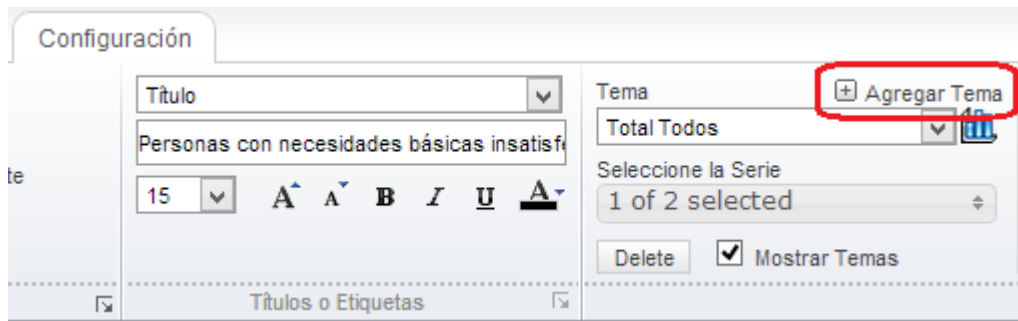 Configuración
te
Título
Personas con necesidades básicas insatisfe
15 A A B I U A
Títulos o Etiquetas
Tema
Agregar Tema
Total Todos
Seleccione la Serie
1 of 2 selected
Delete
Mostrar Temas